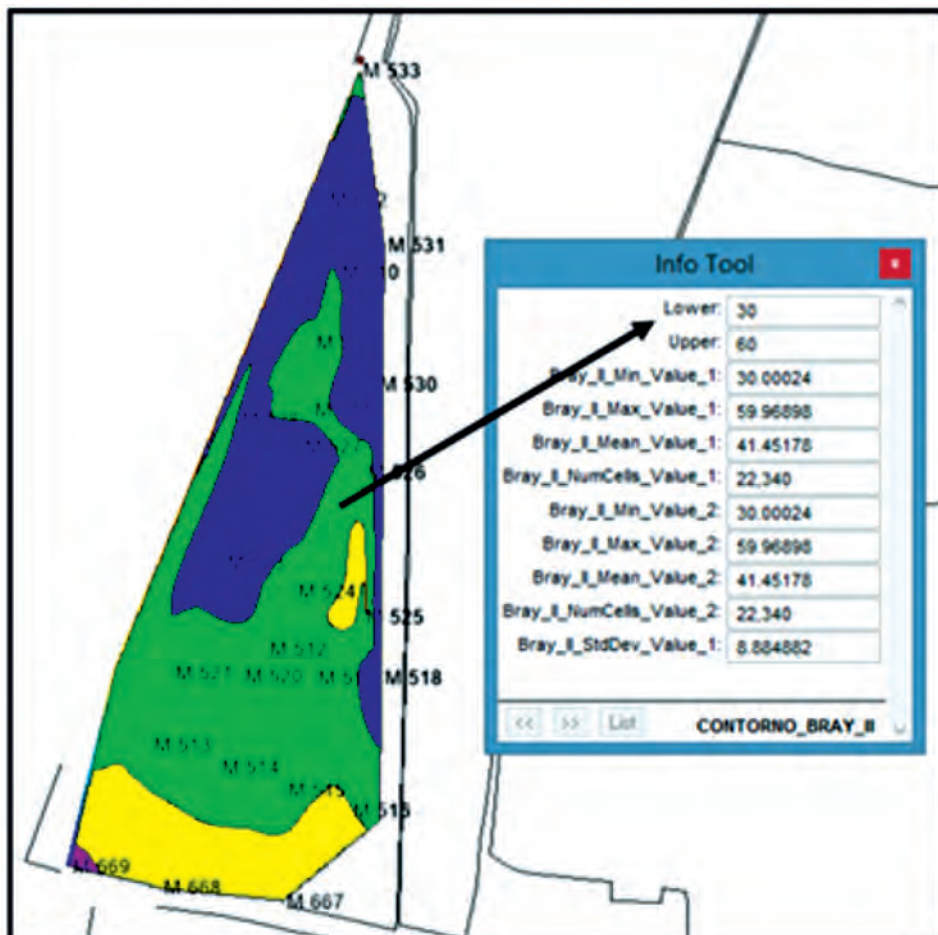 M 533
M 531
M 530
M 524
M 512
M 521
M 520
M 518
M 513
M 514
M 515
M 516
M 669
M 668
M 667
Info Tool
Lower: 30
Upper: 60
Bray_II_Min_Value_1: 30.00024
Bray_II_Max_Value_1: 59.96898
Bray_II_Mean_Value_1: 41.45178
Bray_II_NumCells_Value_1: 22,340
Bray_II_Min_Value_2: 30.00024
Bray_II_Max_Value_2: 59.96898
Bray_II_Mean_Value_2: 41.45178
Bray_II_NumCells_Value_2: 22,340
Bray_II_StdDev_Value_1: 8.884882
<< >> List CONTORNO_BRAY_II